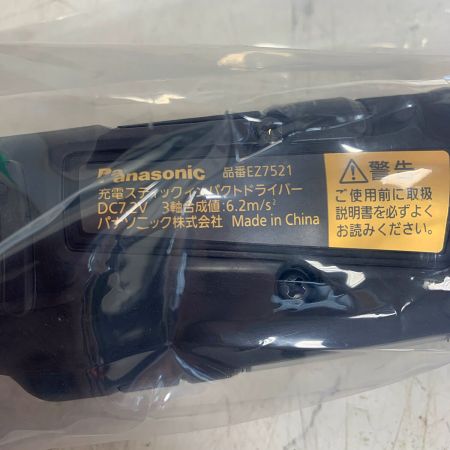 Panasonic 品番EZ7521
充電スティックインパクトドライバー
DC7.2V 3軸合成値:6.2m/s²
パナソニック株式会社 Made in China
⚠警告
ご使用前に取扱
説明書を必ずよく
お読みください。